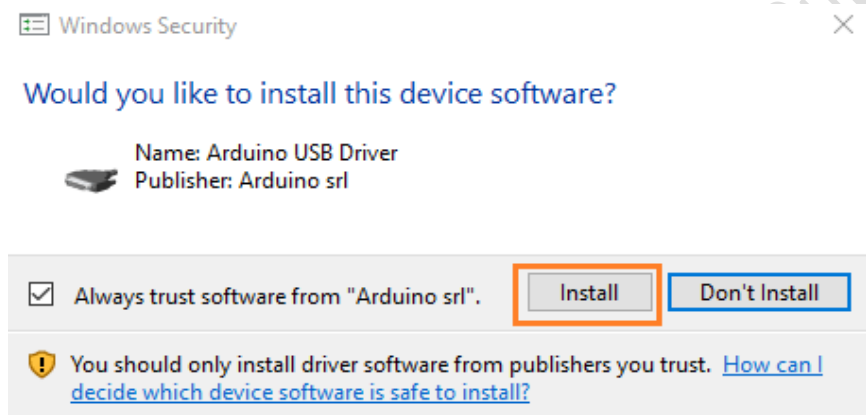 Windows Security
Would you like to install this device software?
Name: Arduino USB Driver
Publisher: Arduino srl
Always trust software from "Arduino srl".
Install
Don't Install
You should only install driver software from publishers you trust. How can I
decide which device software is safe to install?